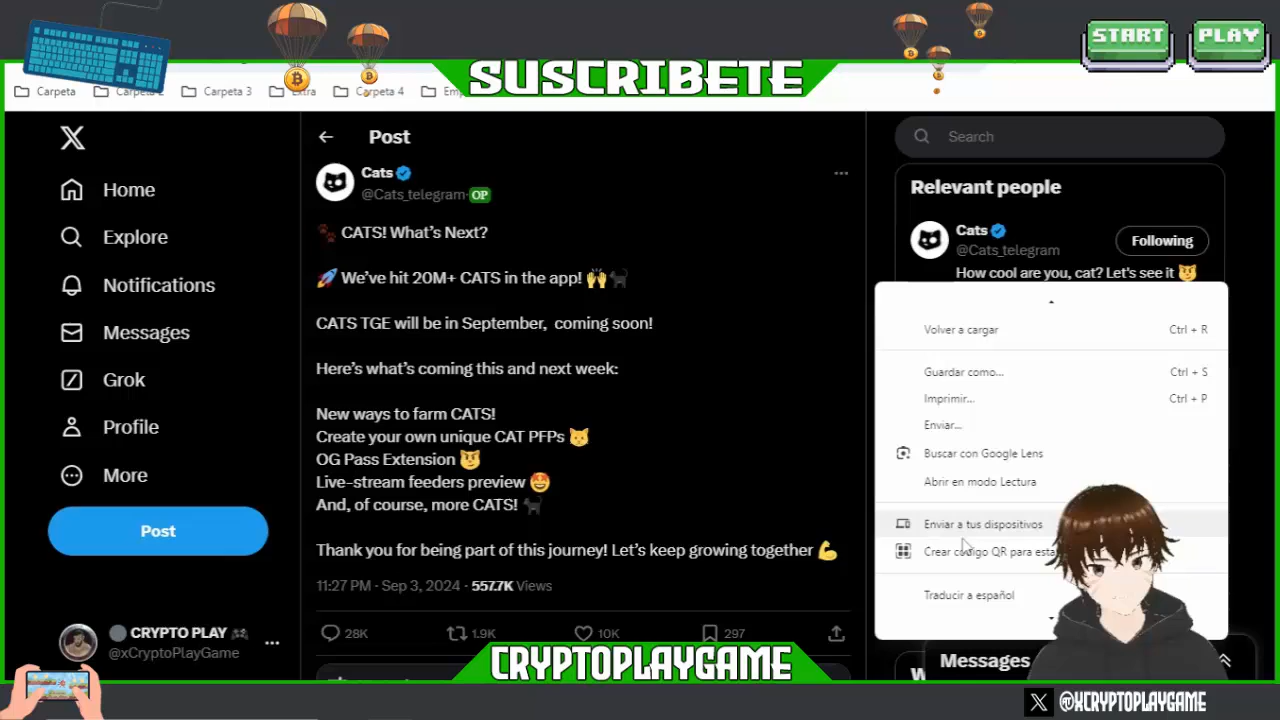 START
PLAY
SUSCRIBETE
Carpeta
Carpeta 2
Carpeta 3
Extra
Carpeta 4
X
Post
Search
Home
Explore
Notifications
Messages
Grok
Profile
More
Post
CRYPTO PLAY
@xCryptoPlayGame
Cats
@Cats_telegram · OP
🐾 CATS! What's Next?
🚀 We've hit 20M+ CATS in the app! 🙌🐈‍⬛
CATS TGE will be in September, coming soon!
Here's what's coming this and next week:
New ways to farm CATS!
Create your own unique CAT PFPs 🐱
OG Pass Extension 😼
Live-stream feeders preview 🤩
And, of course, more CATS! 🐈‍⬛
Thank you for being part of this journey! Let's keep growing together 💪
11:27 PM · Sep 3, 2024 · 557.7K Views
28K
1.9K
10K
297
Relevant people
Cats
@Cats_telegram
Following
How cool are you, cat? Let's see it 😼
Volver a cargar Ctrl + R
Guardar como... Ctrl + S
Imprimir... Ctrl + P
Enviar...
Buscar con Google Lens
Abrir en modo Lectura
Enviar a tus dispositivos
Crear código QR para esta
Traducir a español
Messages
CRYPTOPLAYGAME
X @XCRYPTOPLAYGAME